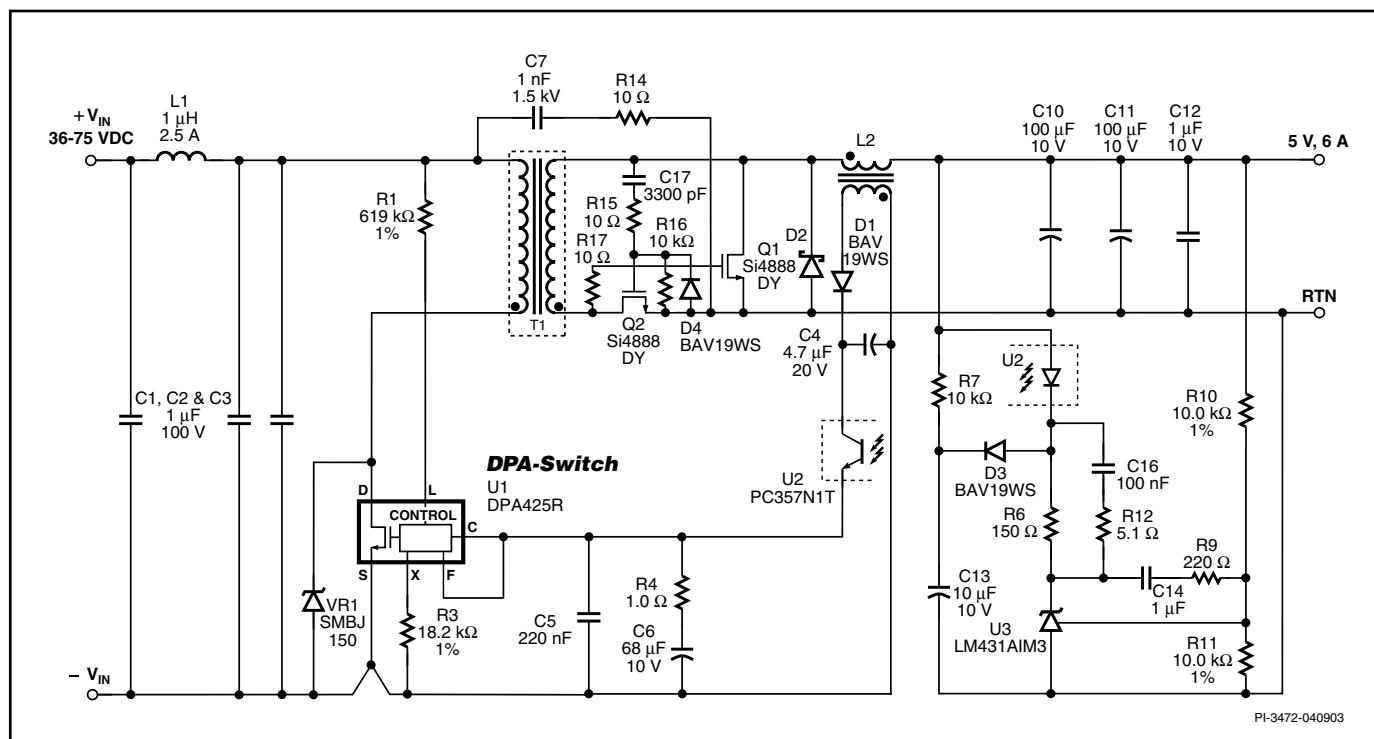 C7
1 nF
1.5 kV
R14
10 Ω
L1
1 μH
2.5 A
+ VIN
36-75 VDC
C10
100 μF
10 V
C11
100 μF
10 V
C12
1 μF
10 V
5 V, 6 A
L2
C17
3300 pF
R15
10 Ω
R16
10 kΩ
R17
10 Ω
R1
619 kΩ
1%
Q1
Si4888
DY
D2
D1
BAV
19WS
T1
Q2
Si4888
DY
D4
BAV19WS
C4
4.7 μF
20 V
RTN
U2
R7
10 kΩ
R10
10.0 kΩ
1%
C1, C2 & C3
1 μF
100 V
DPA-Switch
U1
DPA425R
D
L
CONTROL
C
S
X
F
U2
PC357N1T
D3
BAV19WS
C16
100 nF
R6
150 Ω
R12
5.1 Ω
R9
220 Ω
C14
1 μF
C13
10 μF
10 V
U3
LM431AIM3
R11
10.0 kΩ
1%
VR1
SMBJ
150
R3
18.2 kΩ
1%
C5
220 nF
R4
1.0 Ω
C6
68 μF
10 V
− VIN
PI-3472-040903